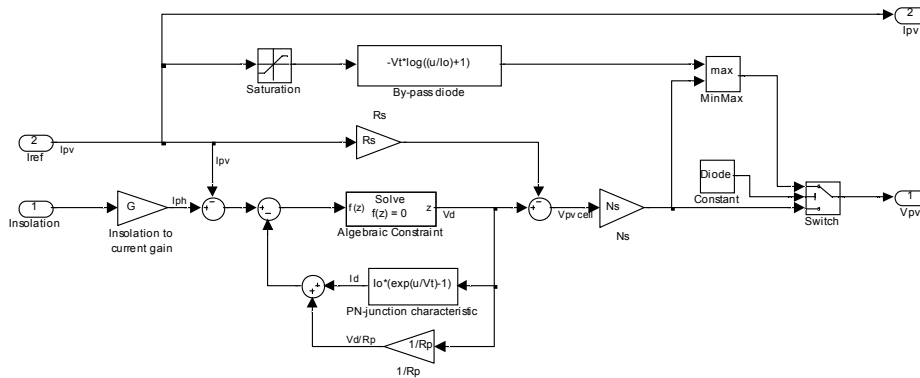 2
Ipv
-Vt*log((u/Io)+1)
max
Saturation
By-pass diode
MinMax
Rs
2
Iref
Ipv
Ipv
Rs
Diode
Constant
1
Insolation
G
Iph
Insolation to
current gain
f(z)
Solve
f(z) = 0
z
Vd
Algebraic Constraint
Vpv cell
Ns
Ns
Switch
1
Vpv
Id
Io*(exp(u/Vt)-1)
PN-junction characteristic
Vd/Rp
1/Rp
1/Rp